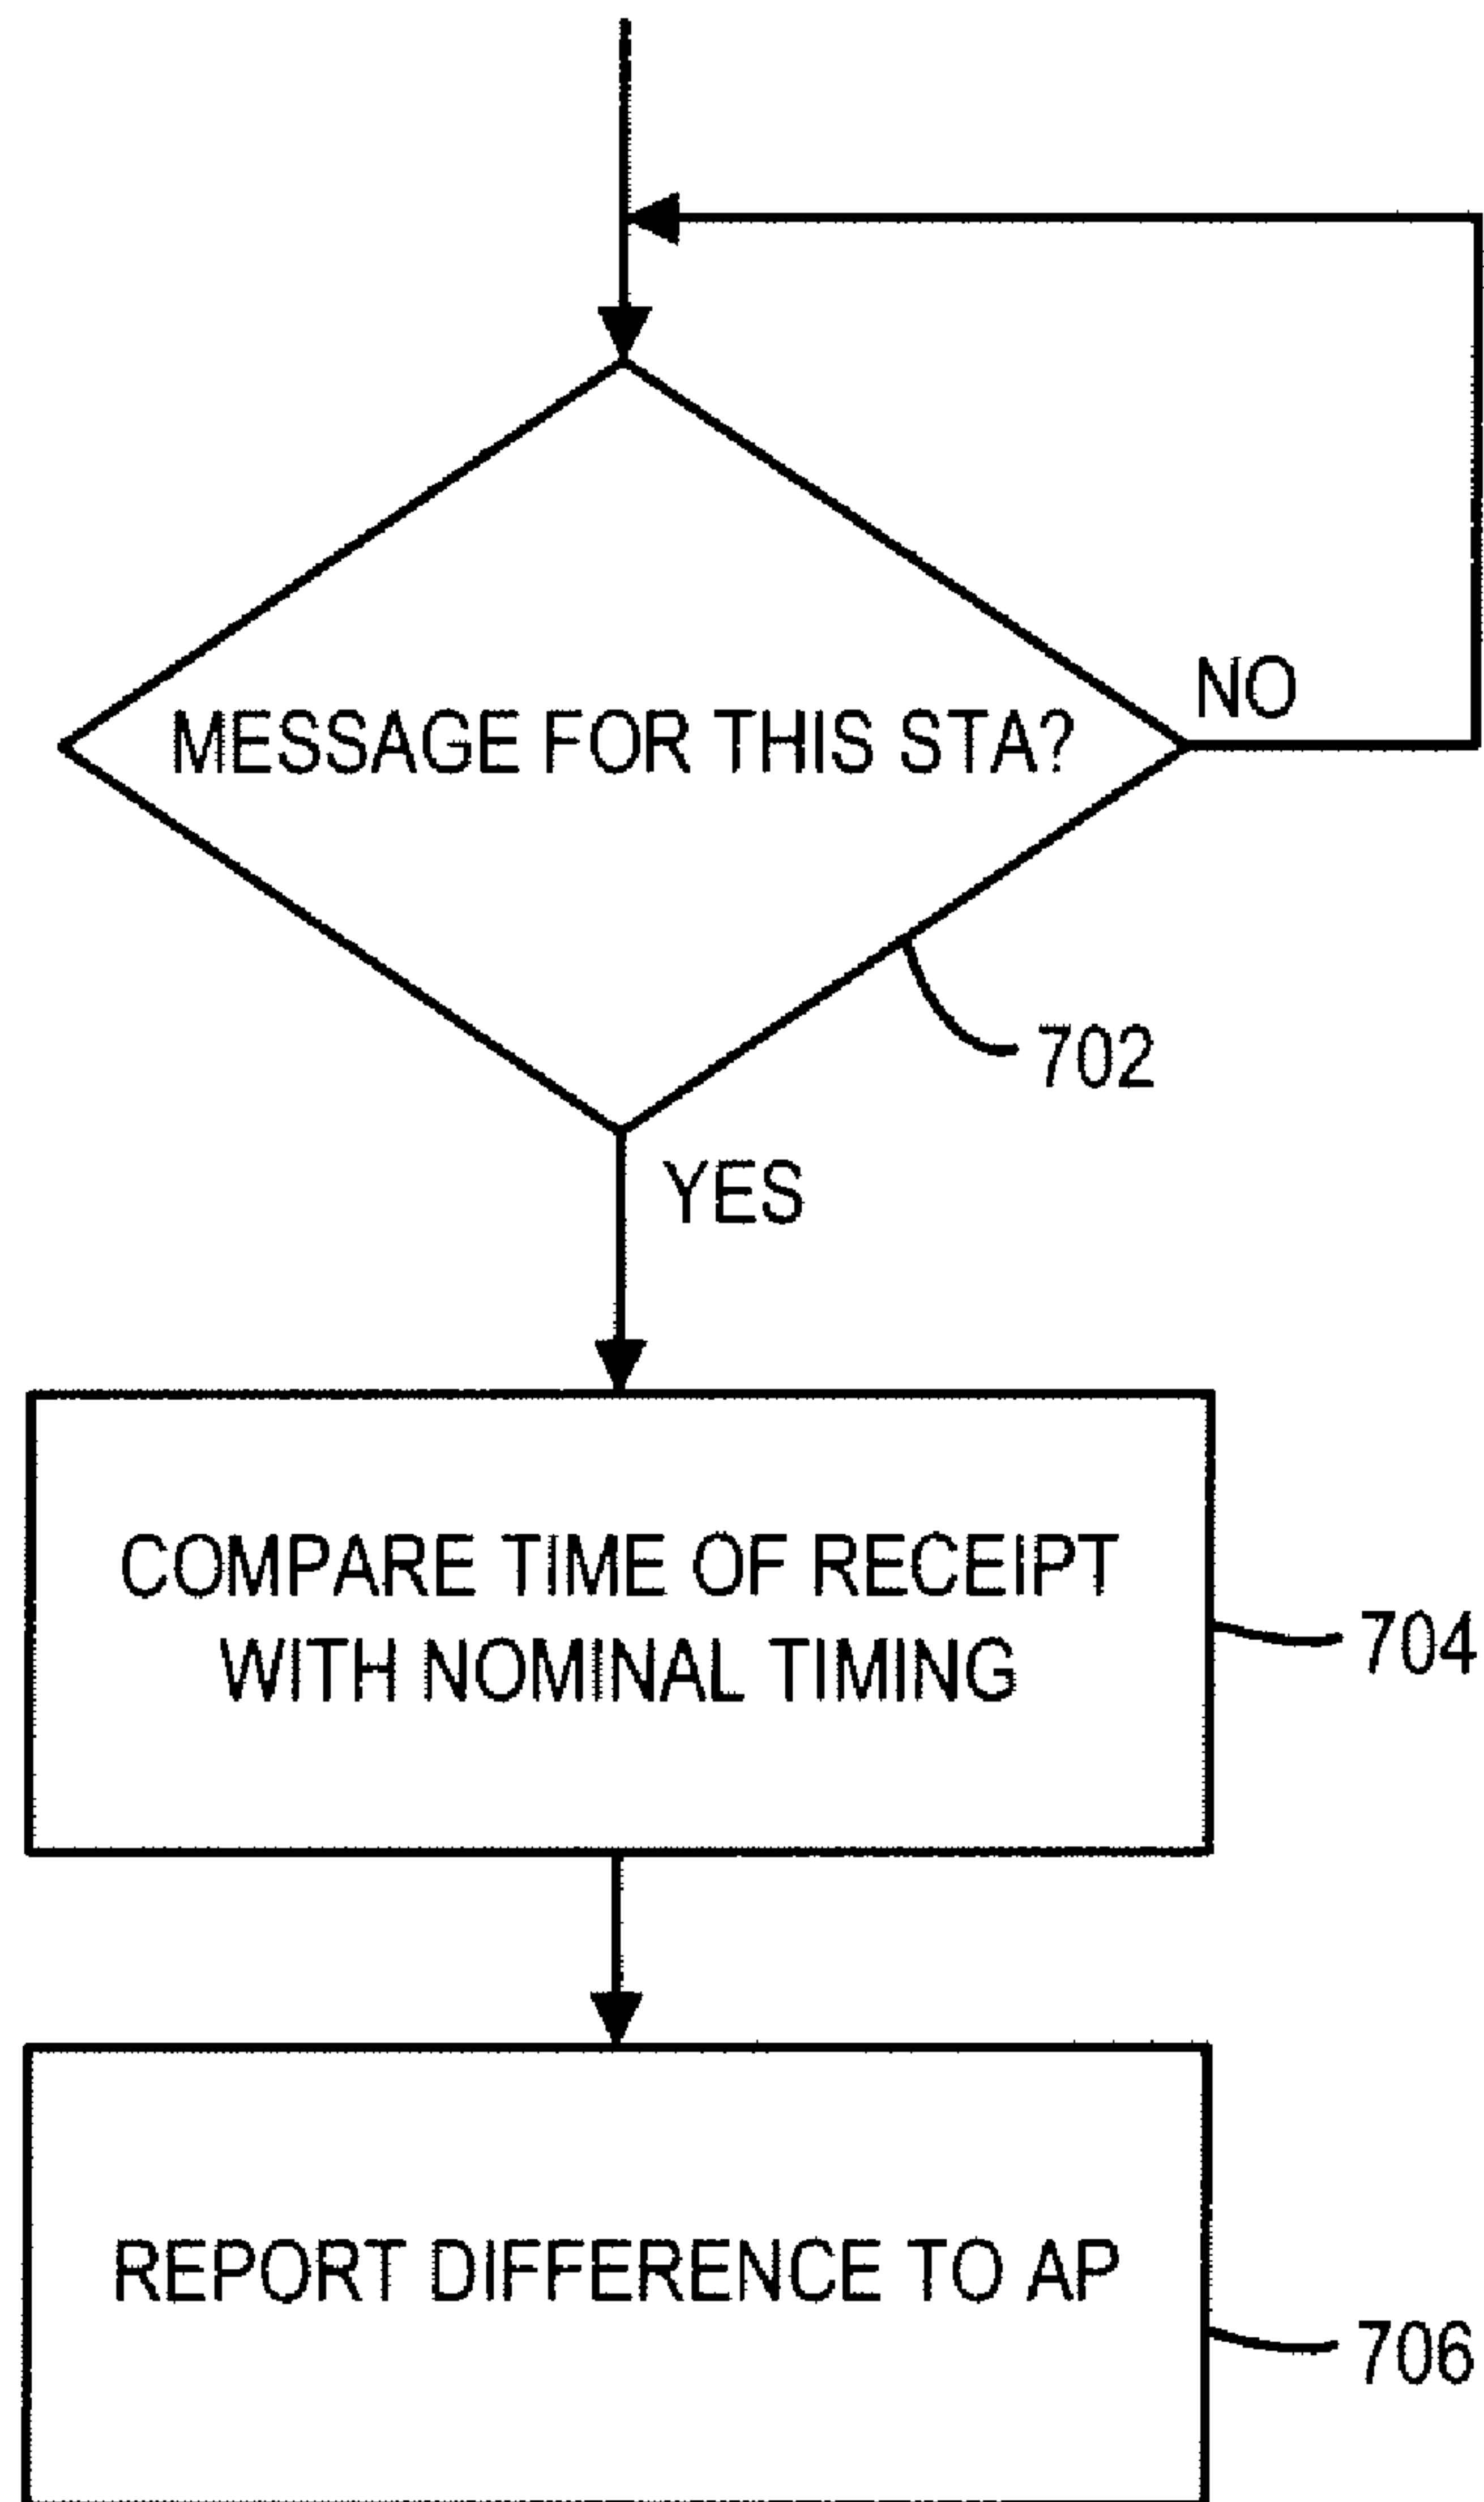 NO
MESSAGE FOR THIS STA?
702
YES
COMPARE TIME OF RECEIPT
WITH NOMINAL TIMING
704
REPORT DIFFERENCE TO AP
706